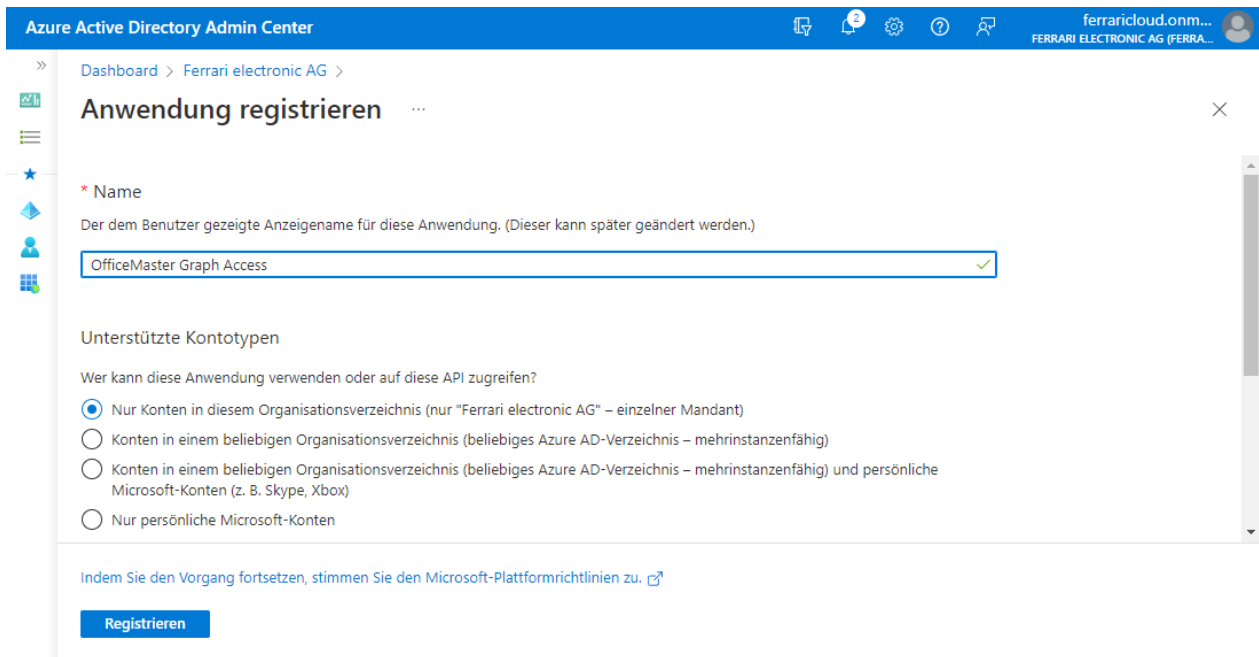 Azure Active Directory Admin Center
2
ferraricloud.onm...
FERRARI ELECTRONIC AG (FERRA...
Dashboard > Ferrari electronic AG >
Anwendung registrieren ...
* Name
Der dem Benutzer gezeigte Anzeigename für diese Anwendung. (Dieser kann später geändert werden.)
OfficeMaster Graph Access
Unterstützte Kontotypen
Wer kann diese Anwendung verwenden oder auf diese API zugreifen?
Nur Konten in diesem Organisationsverzeichnis (nur "Ferrari electronic AG" – einzelner Mandant)
Konten in einem beliebigen Organisationsverzeichnis (beliebiges Azure AD-Verzeichnis – mehrinstanzenfähig)
Konten in einem beliebigen Organisationsverzeichnis (beliebiges Azure AD-Verzeichnis – mehrinstanzenfähig) und persönliche
Microsoft-Konten (z. B. Skype, Xbox)
Nur persönliche Microsoft-Konten
Indem Sie den Vorgang fortsetzen, stimmen Sie den Microsoft-Plattformrichtlinien zu.
Registrieren